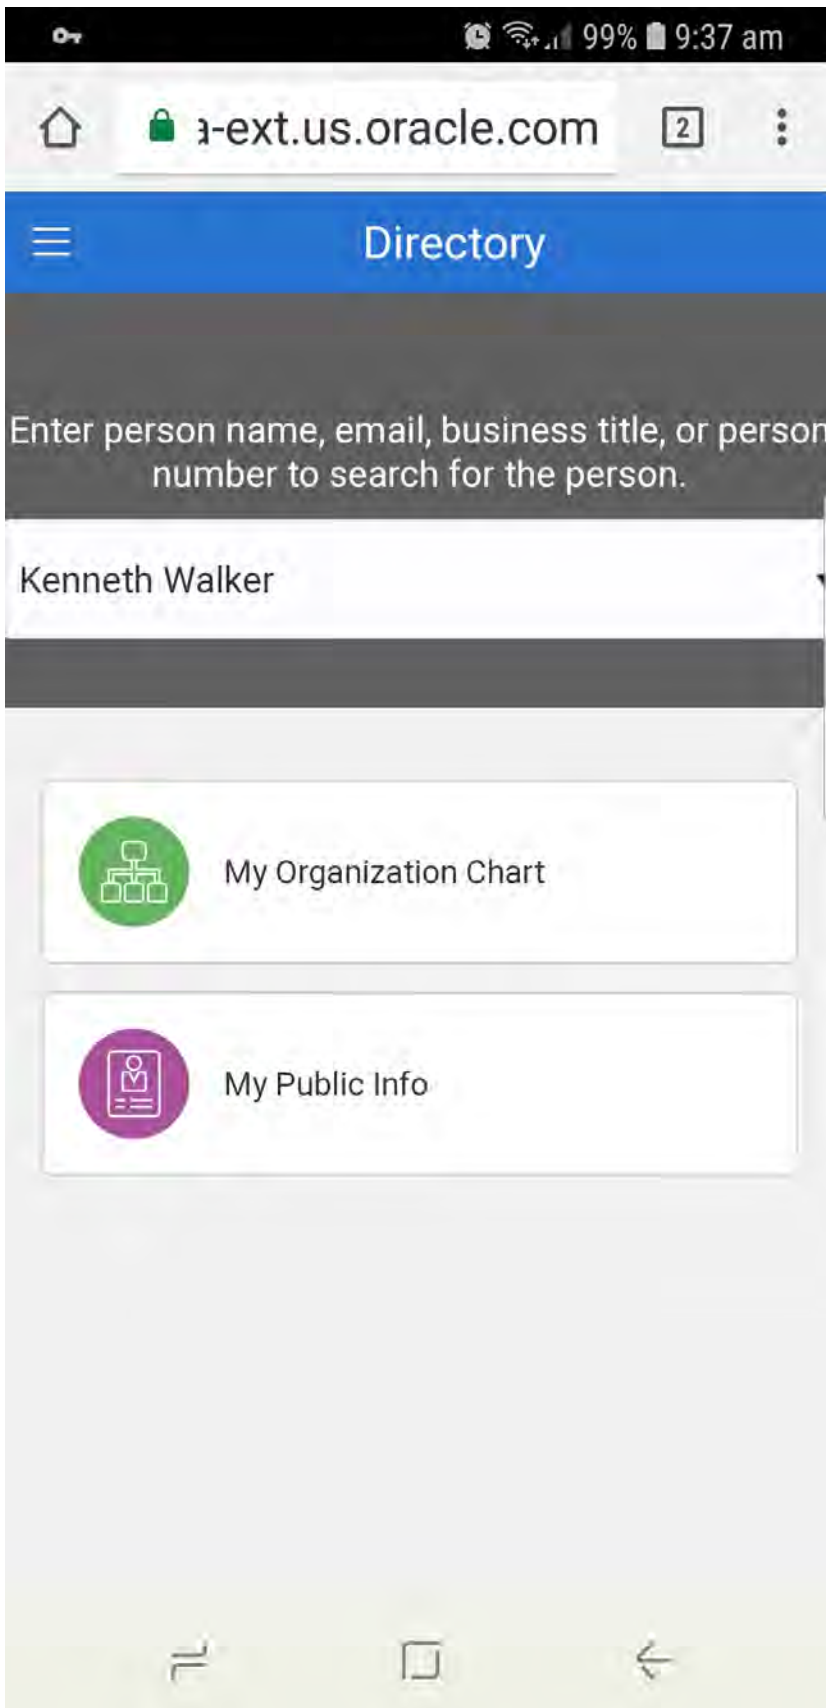 99% 9:37 am
a-ext.us.oracle.com 2
Directory
Enter person name, email, business title, or person
number to search for the person.
Kenneth Walker
My Organization Chart
My Public Info